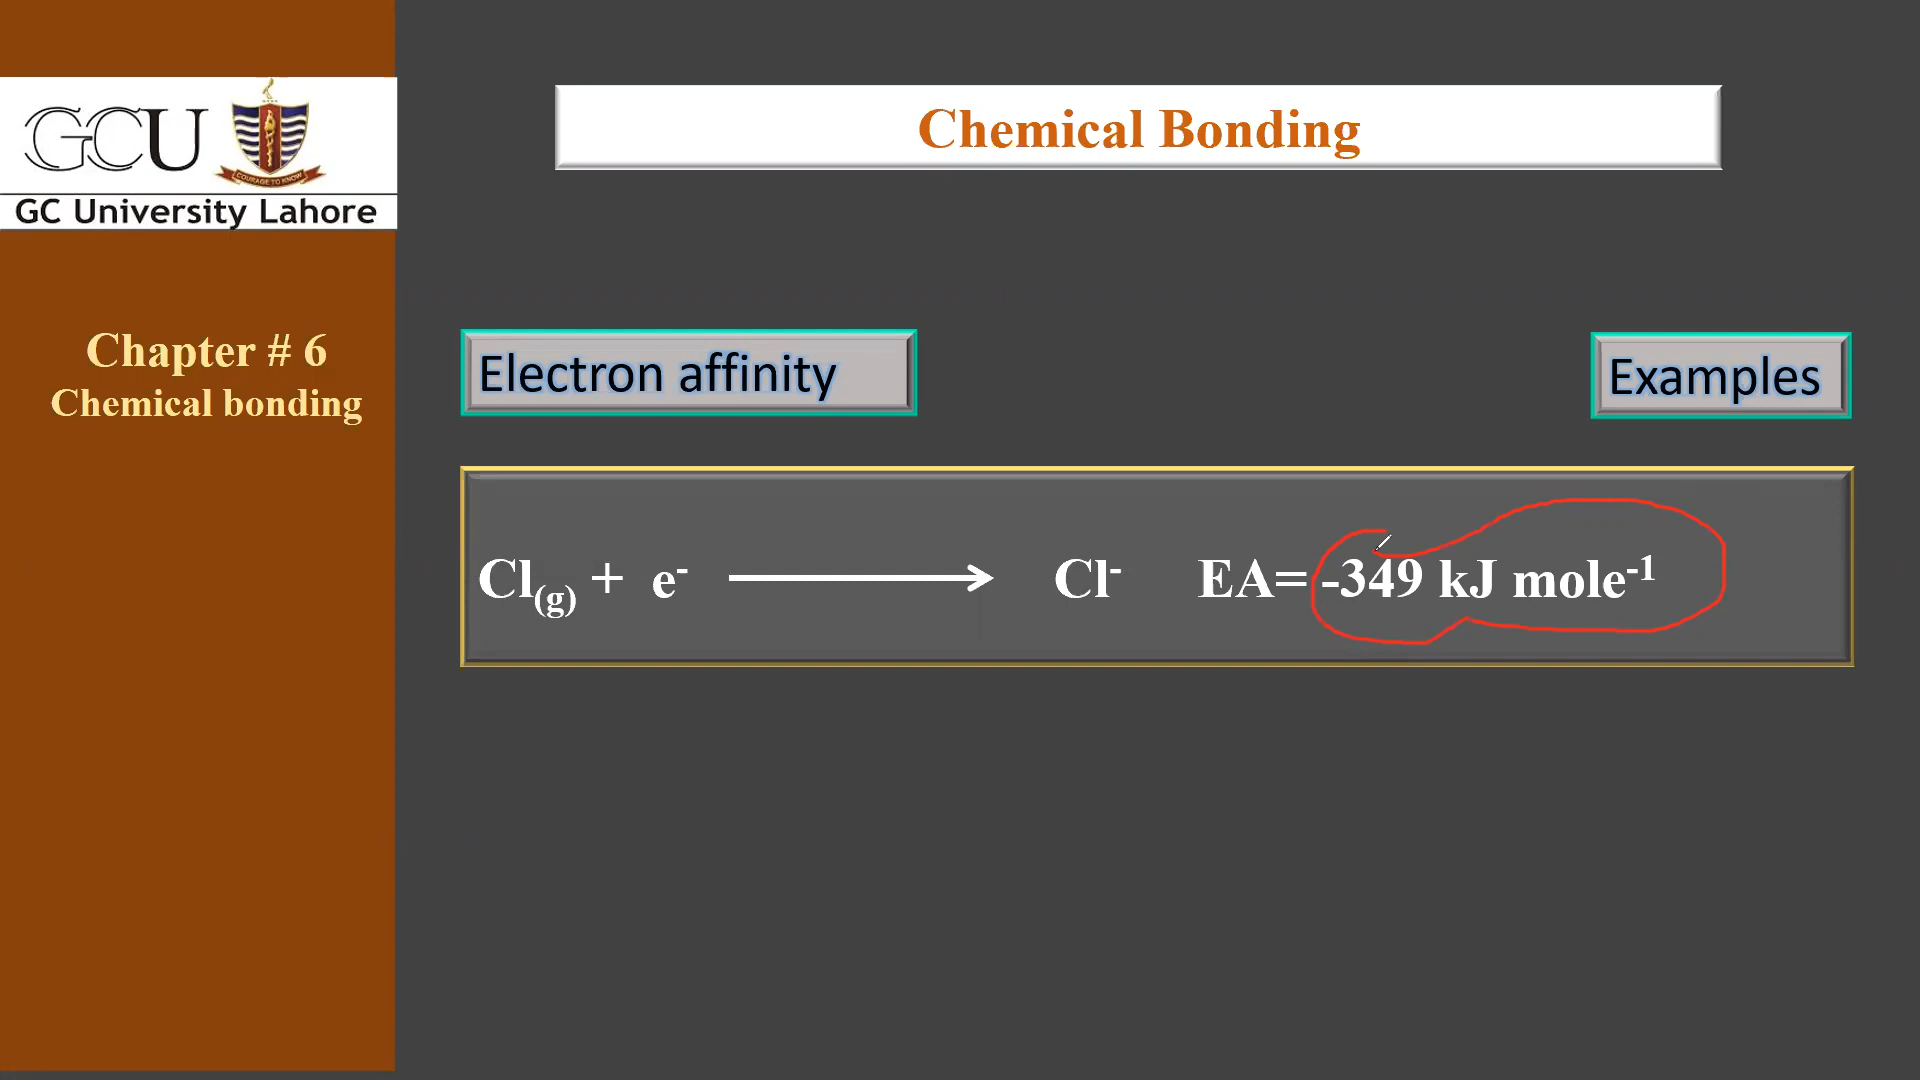 GCU
COURAGE TO KNOW
GC University Lahore
Chapter # 6
Chemical bonding
Chemical Bonding
Electron affinity
Examples
Cl(g) + e- ⟶ Cl- EA= -349 kJ mole-1